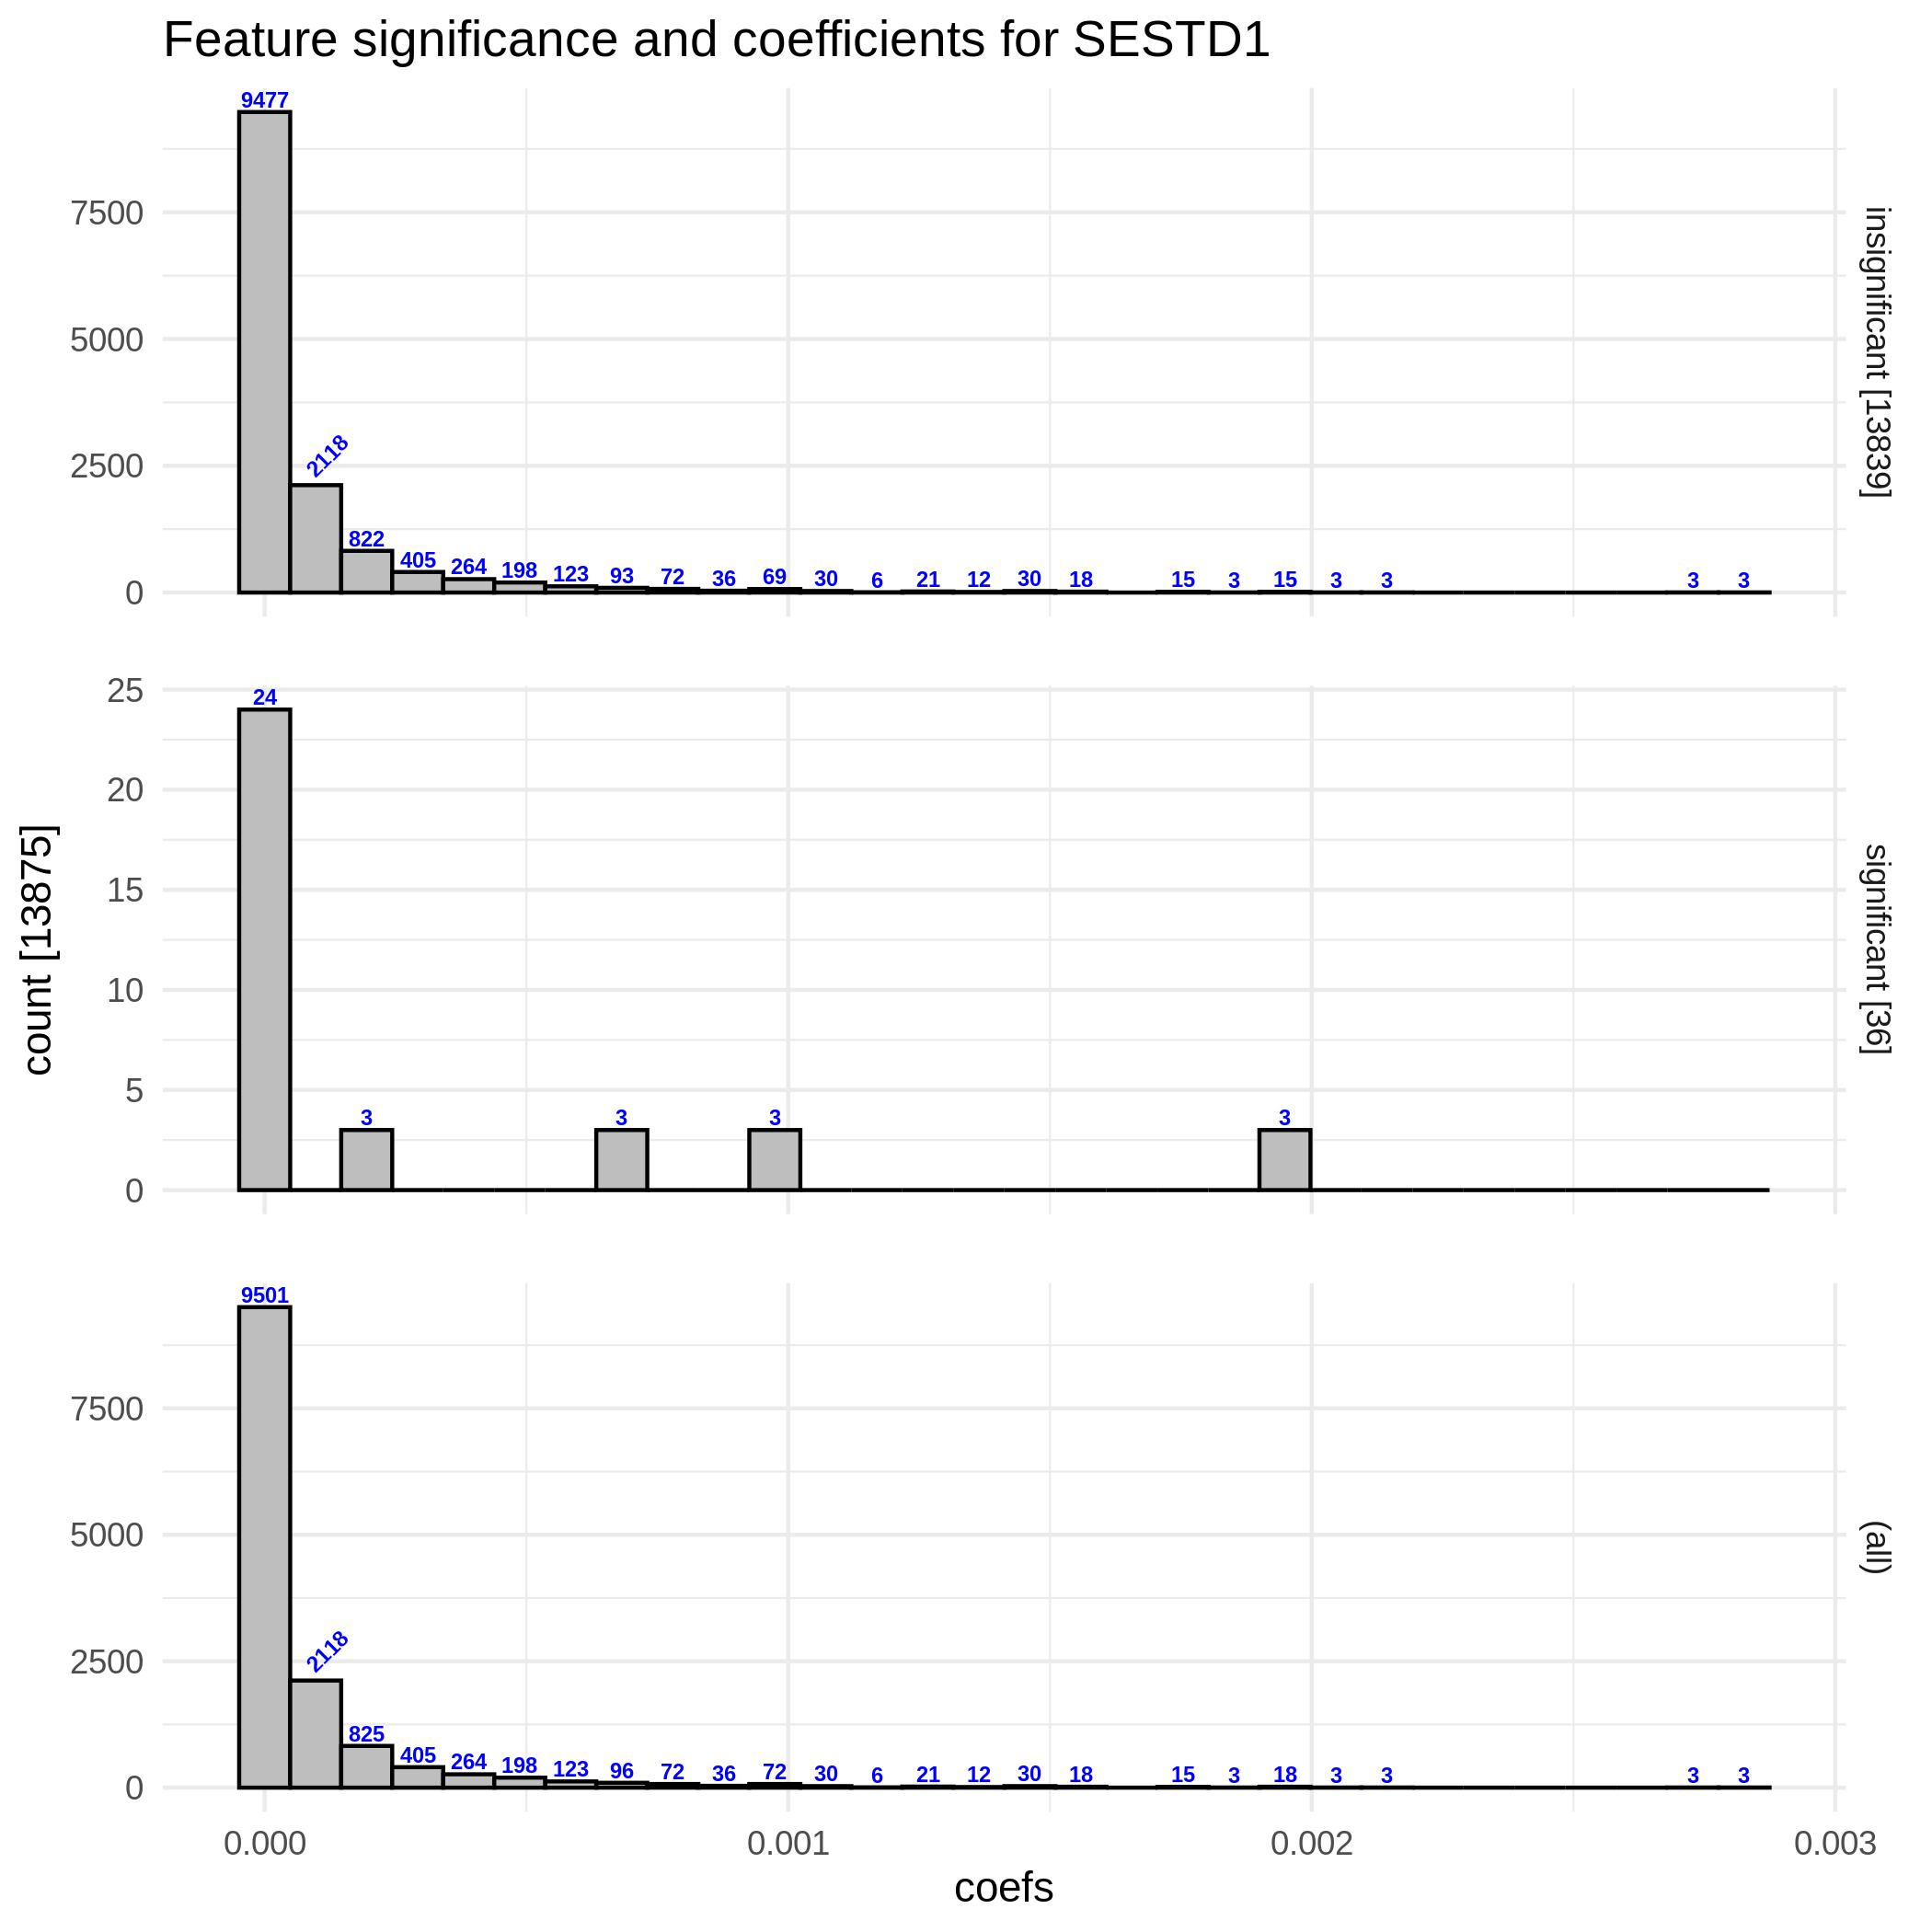 Feature significance and coefficients for SESTD1
9477
7500
5000
2500
0
2118
822
405 264 198 123 93 72 36 69 30 6 21 12 30 18 15 3 15 3 3 3 3
insignificant [13839]
count [13875]
25
20
15
10
5
0
24
3 3 3 3
significant [36]
9501
7500
5000
2500
0
2118
825
405 264 198 123 96 72 36 72 30 6 21 12 30 18 15 3 18 3 3 3 3
(all)
0.000 0.001 0.002 0.003
coefs